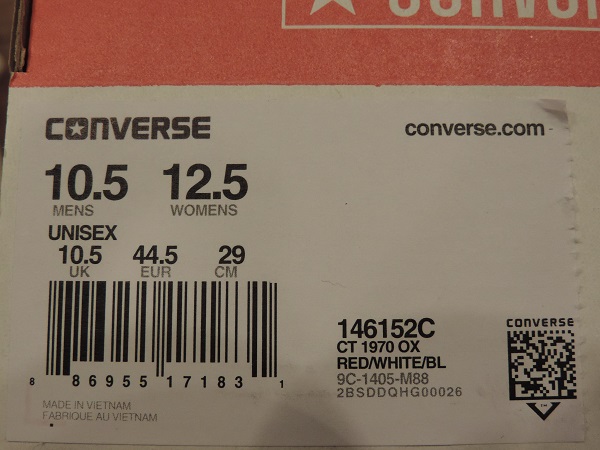 CONVERSE
CONVERSE converse.com
10.5 12.5
MENS WOMENS
UNISEX
10.5 44.5 29
UK EUR CM
8 86955 17183 1
MADE IN VIETNAM
FABRIQUE AU VIETNAM
146152C
CT 1970 OX
RED/WHITE/BL
9C-1405-M88
2BSDDQHG00026
CONVERSE